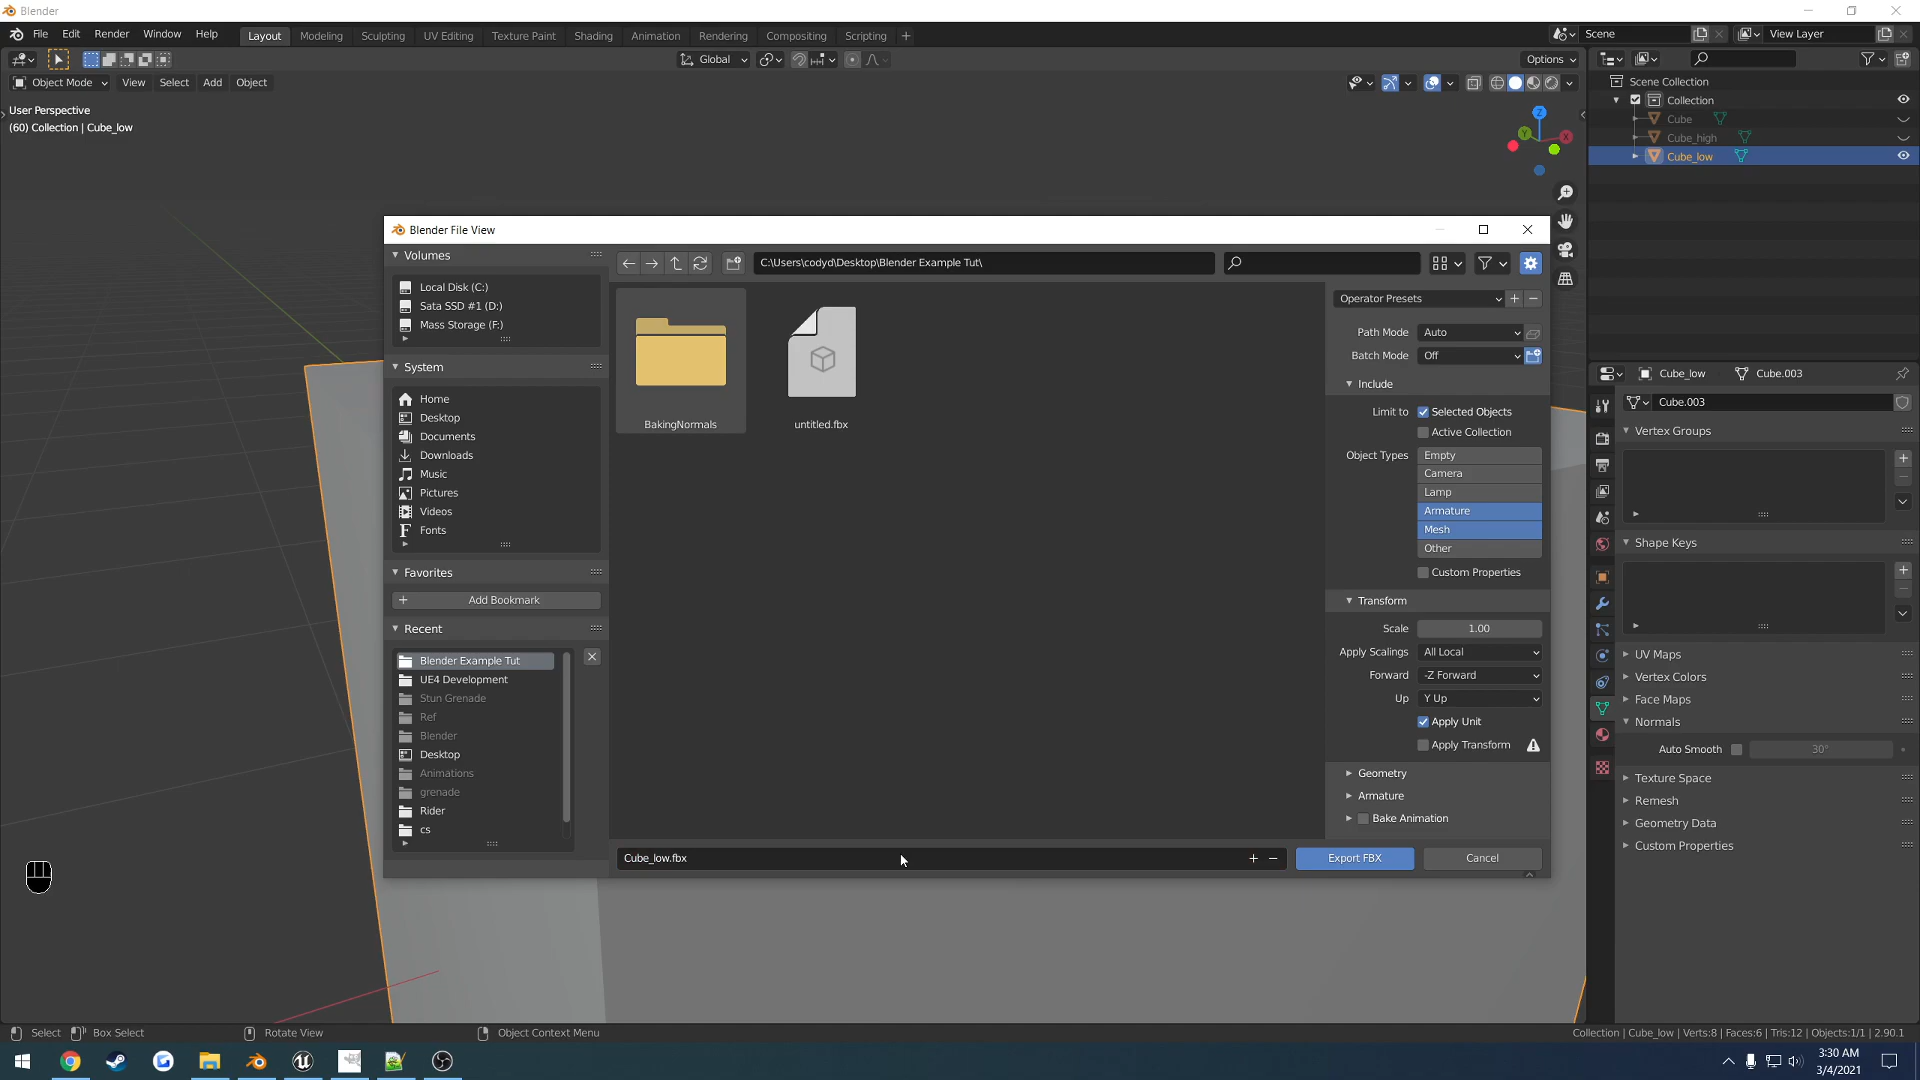 Blender
File Edit Render Window Help Layout Modeling Sculpting UV Editing Texture Paint Shading Animation Rendering Compositing Scripting + Scene View Layer
Global Options
Object Mode View Select Add Object
User Perspective
(60) Collection | Cube_low
Z
Y
X
Scene Collection
Collection
Cube
Cube_high
Cube_low
Blender File View
Volumes
Local Disk (C:)
Sata SSD #1 (D:)
Mass Storage (F:)
System
Home
Desktop
Documents
Downloads
Music
Pictures
Videos
Fonts
Favorites
Add Bookmark
Recent
Blender Example Tut
UE4 Development
Stun Grenade
Ref
Blender
Desktop
Animations
grenade
Rider
cs
C:\Users\codyd\Desktop\Blender Example Tut\
BakingNormals
untitled.fbx
Operator Presets
Path Mode Auto
Batch Mode Off
Include
Limit to Selected Objects
Active Collection
Object Types Empty
Camera
Lamp
Armature
Mesh
Other
Custom Properties
Transform
Scale 1.00
Apply Scalings All Local
Forward -Z Forward
Up Y Up
Apply Unit
Apply Transform
Geometry
Armature
Bake Animation
Cube_low.fbx
Export FBX
Cancel
Cube_low Cube.003
Cube.003
Vertex Groups
Shape Keys
UV Maps
Vertex Colors
Face Maps
Normals
Auto Smooth 30°
Texture Space
Remesh
Geometry Data
Custom Properties
Select Box Select Rotate View Object Context Menu
Collection | Cube_low | Verts:8 | Faces:6 | Tris:12 | Objects:1/1 | 2.90.1
3:30 AM
3/4/2021